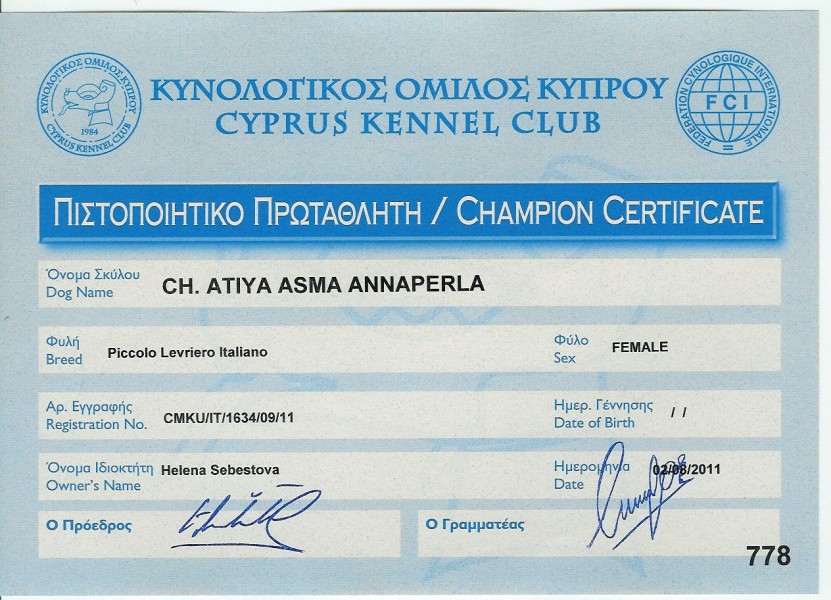 ΚΥΝΟΛΟΓΙΚΟΣ ΟΜΙΛΟΣ ΚΥΠΡΟΥ
1984
CYPRUS KENNEL CLUB
ΚΥΝΟΛΟΓΙΚΟΣ ΟΜΙΛΟΣ ΚΥΠΡΟΥ
CYPRUS KENNEL CLUB
FEDERATION CYNOLOGIQUE INTERNATIONALE
FCI
ΠΙΣΤΟΠΟΙΗΤΙΚΟ ΠΡΩΤΑΘΛΗΤΗ / CHAMPION CERTIFICATE
Όνομα Σκύλου
Dog Name
CH. ATIYA ASMA ANNAPERLA
Φυλή
Breed
Piccolo Levriero Italiano
Φύλο
Sex
FEMALE
Αρ. Εγγραφής
Registration No.
CMKU/IT/1634/09/11
Ημερ. Γέννησης
Date of Birth
/ /
Όνομα Ιδιοκτήτη
Owner's Name
Helena Sebestova
Ημερομηνία
Date
02/08/2011
Ο Πρόεδρος
Ο Γραμματέας
778